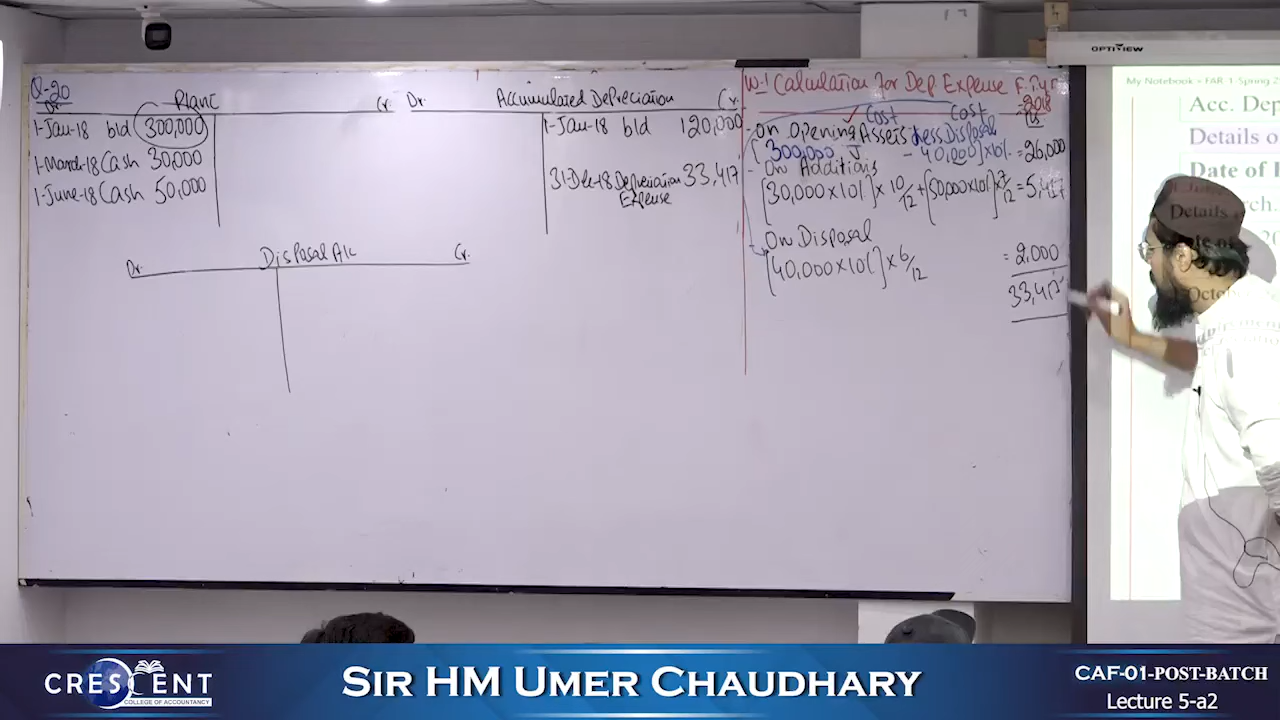 Q-20
Dr. Plant Cr.
1-Jan-18 bld 300,000
1-March-18 Cash 30,000
1-June-18 Cash 50,000
Dr. Accumulated Depreciation Cr.
1-Jan-18 bld 120,000
31-Dec-18 Depreciation Expense 33,417
Dr. Disposal A/c Cr.
W-1 Calculation for Dep Expense F.T.Y.
2018
Cost Cost Rs
- On Opening Assets Less Disposal
[300,000 - 40,000] x 10% = 26,000
- On Additions
[30,000 x 10%] x 10/12 + [50,000 x 10%] x 7/12 = 5,417
- On Disposal
[40,000 x 10%] x 6/12 = 2,000
33,417
OPTIVIEW
My Notebook » FAR-1 Spring 2
Acc. Dep
Details o
Date of
Details
CRESCENT
COLLEGE OF ACCOUNTANCY
SIR HM UMER CHAUDHARY
CAF-01-POST-BATCH
Lecture 5-a2